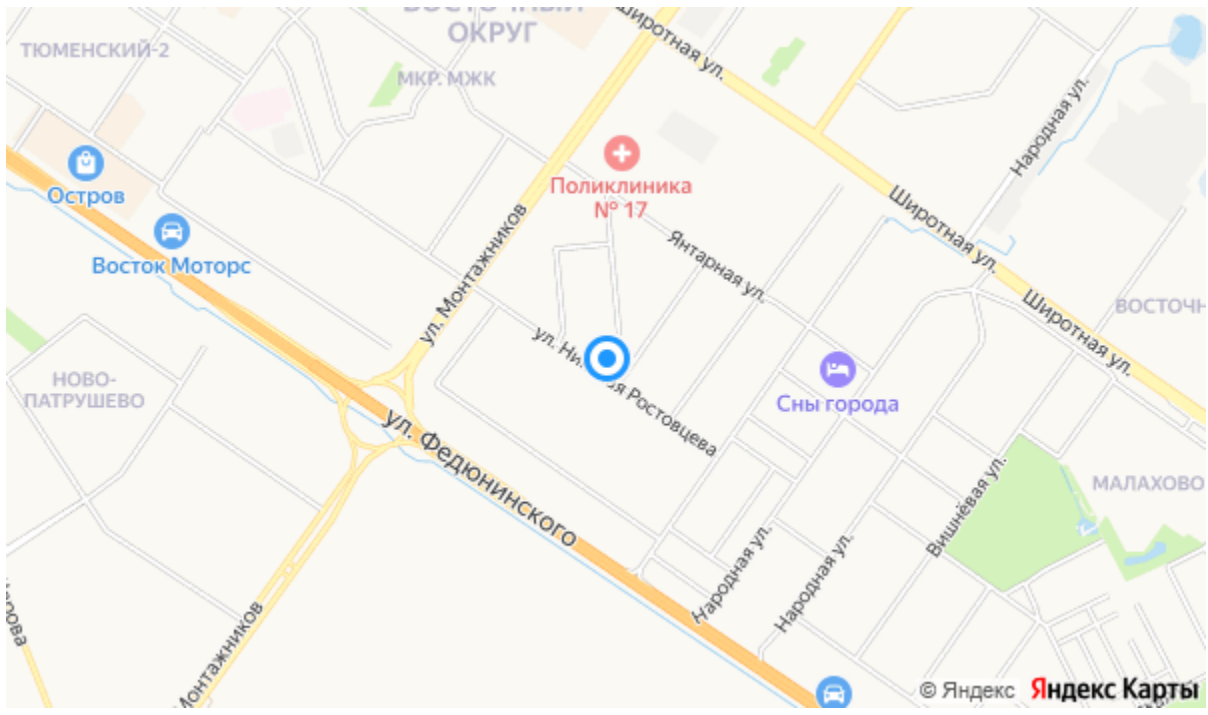 ВОСТОЧНЫЙ
ОКРУГ
Широтная ул.
ТЮМЕНСКИЙ-2
МКР. МЖК
Народная ул.
Остров
Поликлиника
№ 17
Широтная ул.
Янтарная ул.
Восток Моторс
ул. Монтажников
Широтная ул.
ВОСТОЧН
НОВО-
ПАТРУШЕВО
Сны города
ул. Федюнинского
Ростовцева
Вишнёвая ул.
МАЛАХОВО
Народная ул.
Народная ул.
Монтажников
© Яндекс Яндекс Карты